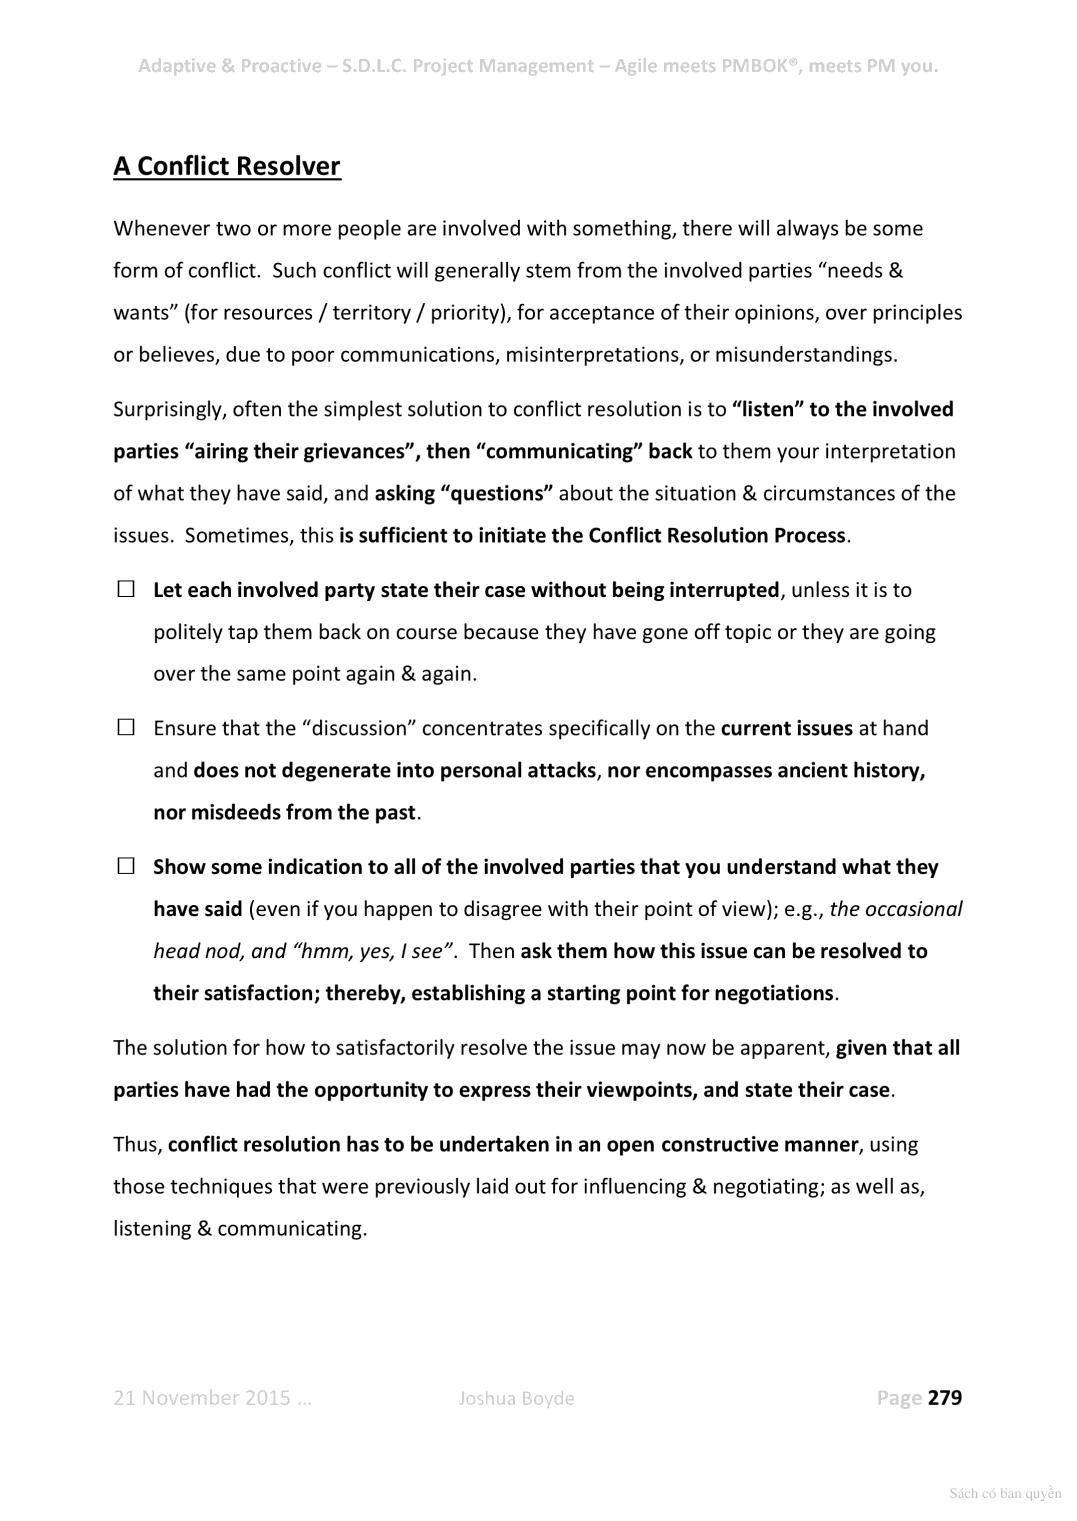 Adaptive & Proactive – S.D.L.C. Project Management – Agile meets PMBOK®, meets PM you.
A Conflict Resolver
Whenever two or more people are involved with something, there will always be some
form of conflict.  Such conflict will generally stem from the involved parties “needs &
wants” (for resources / territory / priority), for acceptance of their opinions, over principles
or believes, due to poor communications, misinterpretations, or misunderstandings.
Surprisingly, often the simplest solution to conflict resolution is to “listen” to the involved
parties “airing their grievances”, then “communicating” back to them your interpretation
of what they have said, and asking “questions” about the situation & circumstances of the
issues.  Sometimes, this is sufficient to initiate the Conflict Resolution Process.
☐ Let each involved party state their case without being interrupted, unless it is to
politely tap them back on course because they have gone off topic or they are going
over the same point again & again.
☐ Ensure that the “discussion” concentrates specifically on the current issues at hand
and does not degenerate into personal attacks, nor encompasses ancient history,
nor misdeeds from the past.
☐ Show some indication to all of the involved parties that you understand what they
have said (even if you happen to disagree with their point of view); e.g., the occasional
head nod, and “hmm, yes, I see”.  Then ask them how this issue can be resolved to
their satisfaction; thereby, establishing a starting point for negotiations.
The solution for how to satisfactorily resolve the issue may now be apparent, given that all
parties have had the opportunity to express their viewpoints, and state their case.
Thus, conflict resolution has to be undertaken in an open constructive manner, using
those techniques that were previously laid out for influencing & negotiating; as well as,
listening & communicating.
21 November 2015 … Joshua Boyde Page 279
Sách có bản quyền